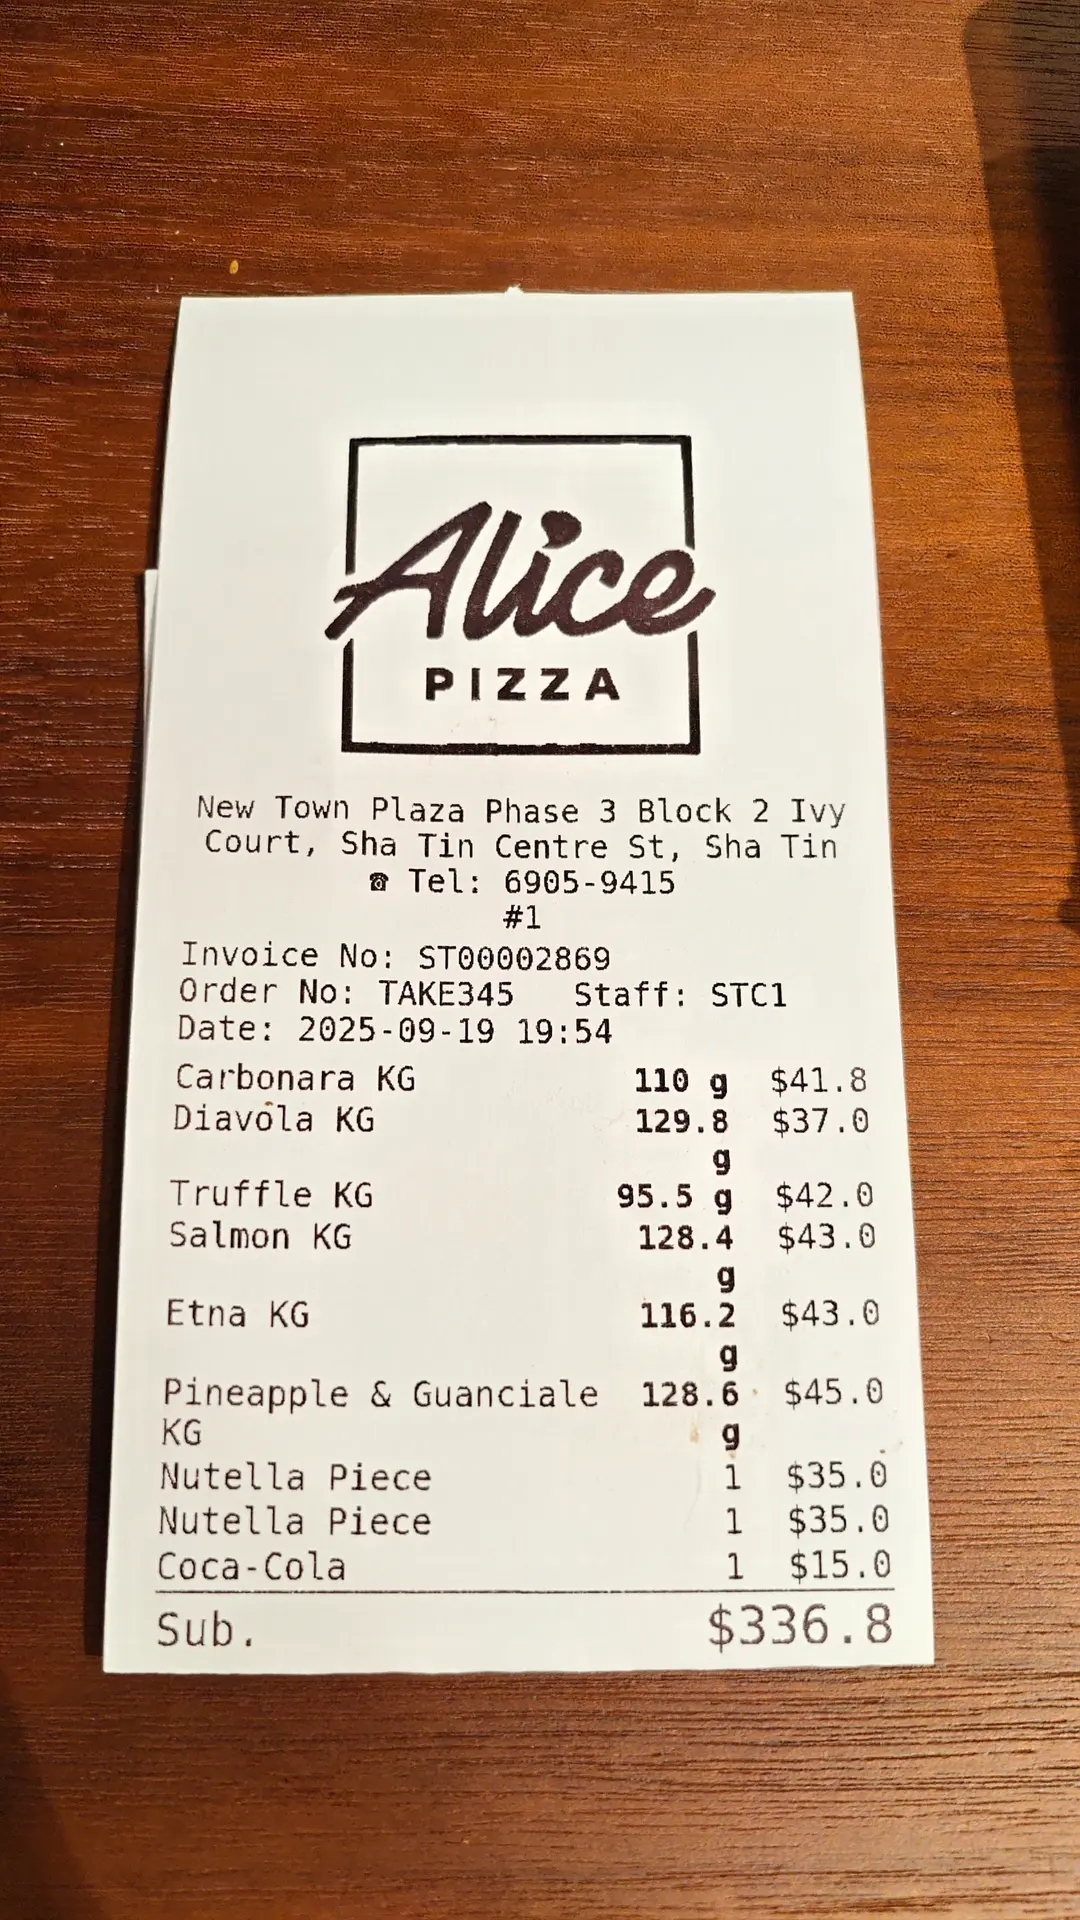 Alice
PIZZA
New Town Plaza Phase 3 Block 2 Ivy
Court, Sha Tin Centre St, Sha Tin
☎ Tel: 6905-9415
#1
Invoice No: ST00002869
Order No: TAKE345 Staff: STC1
Date: 2025-09-19 19:54
Carbonara KG 110 g $41.8
Diavola KG 129.8 $37.0
g
Truffle KG 95.5 g $42.0
Salmon KG 128.4 $43.0
g
Etna KG 116.2 $43.0
g
Pineapple & Guanciale 128.6 $45.0
KG g
Nutella Piece 1 $35.0
Nutella Piece 1 $35.0
Coca-Cola 1 $15.0
Sub. $336.8